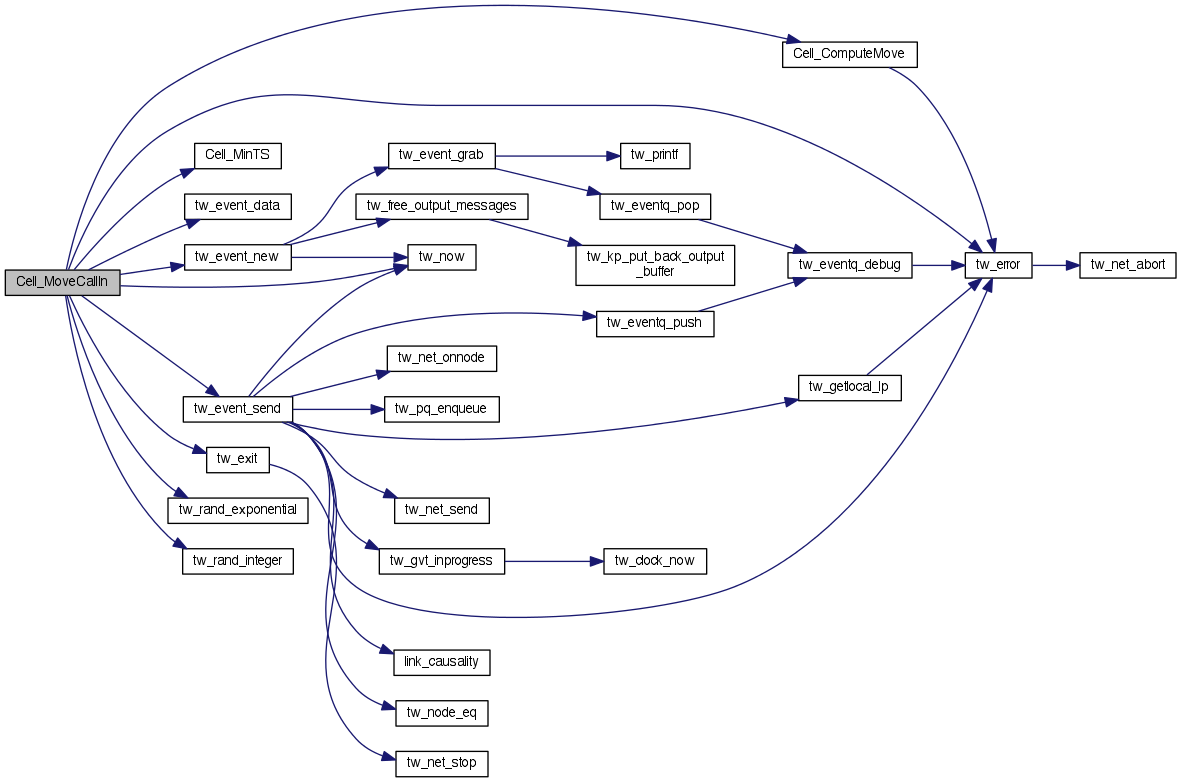 Cell_ComputeMove
Cell_MinTS
tw_event_grab
tw_printf
tw_event_data
tw_free_output_messages
tw_eventq_pop
Cell_MoveCallIn
tw_event_new
tw_now
tw_kp_put_back_output
_buffer
tw_eventq_debug
tw_error
tw_net_abort
tw_eventq_push
tw_net_onnode
tw_getlocal_lp
tw_event_send
tw_pq_enqueue
tw_exit
tw_rand_exponential
tw_net_send
tw_rand_integer
tw_gvt_inprogress
tw_clock_now
link_causality
tw_node_eq
tw_net_stop